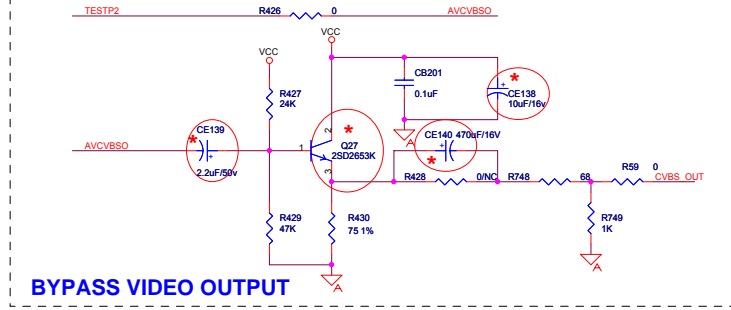 TESTP2 R426 0 AVCVBSO
VCC
VCC
CB201
0.1uF
*
CE138
10uF/16v
R427
24K
CE139
*
2.2uF/50v
AVCVBSO
1
2
3
*
Q27
2SD2653K
A
CE140 470uF/16V
*
R428 0/NC R748 68 R59 0
CVBS_OUT
R429
47K
R430
75 1%
R749
1K
A
A
BYPASS VIDEO OUTPUT